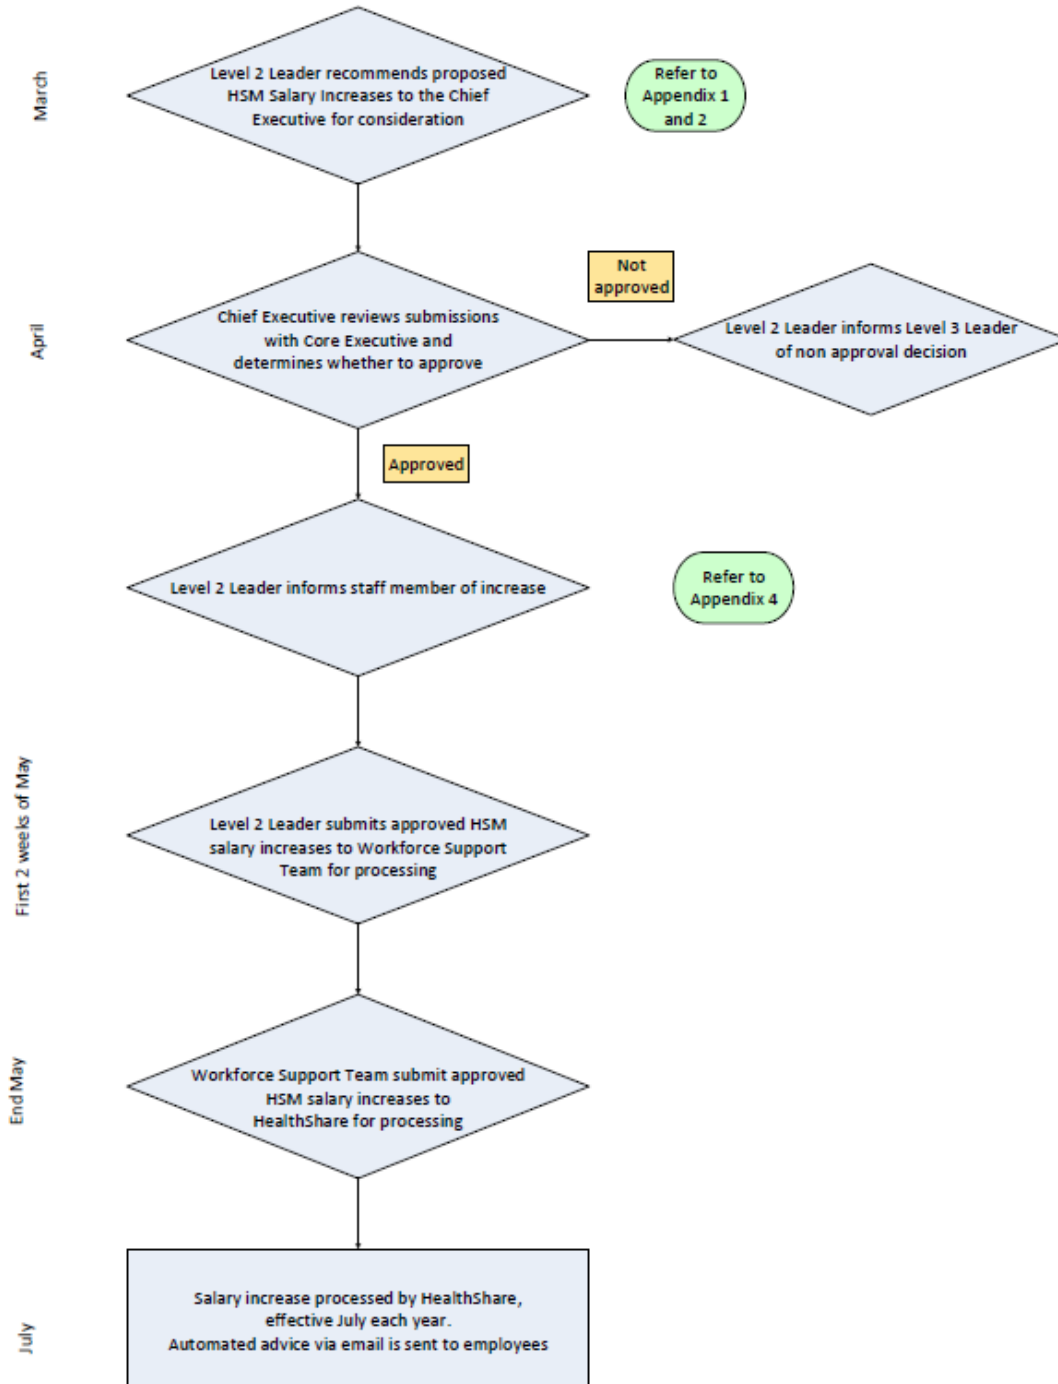 March
Level 2 Leader recommends proposed
HSM Salary Increases to the Chief
Executive for consideration
Refer to
Appendix 1
and 2
April
Chief Executive reviews submissions
with Core Executive and
determines whether to approve
Not
approved
Level 2 Leader informs Level 3 Leader
of non approval decision
Approved
Level 2 Leader informs staff member of increase
Refer to
Appendix 4
First 2 weeks of May
Level 2 Leader submits approved HSM
salary increases to Workforce Support
Team for processing
End May
Workforce Support Team submit approved
HSM salary increases to
HealthShare for processing
July
Salary increase processed by HealthShare,
effective July each year.
Automated advice via email is sent to employees